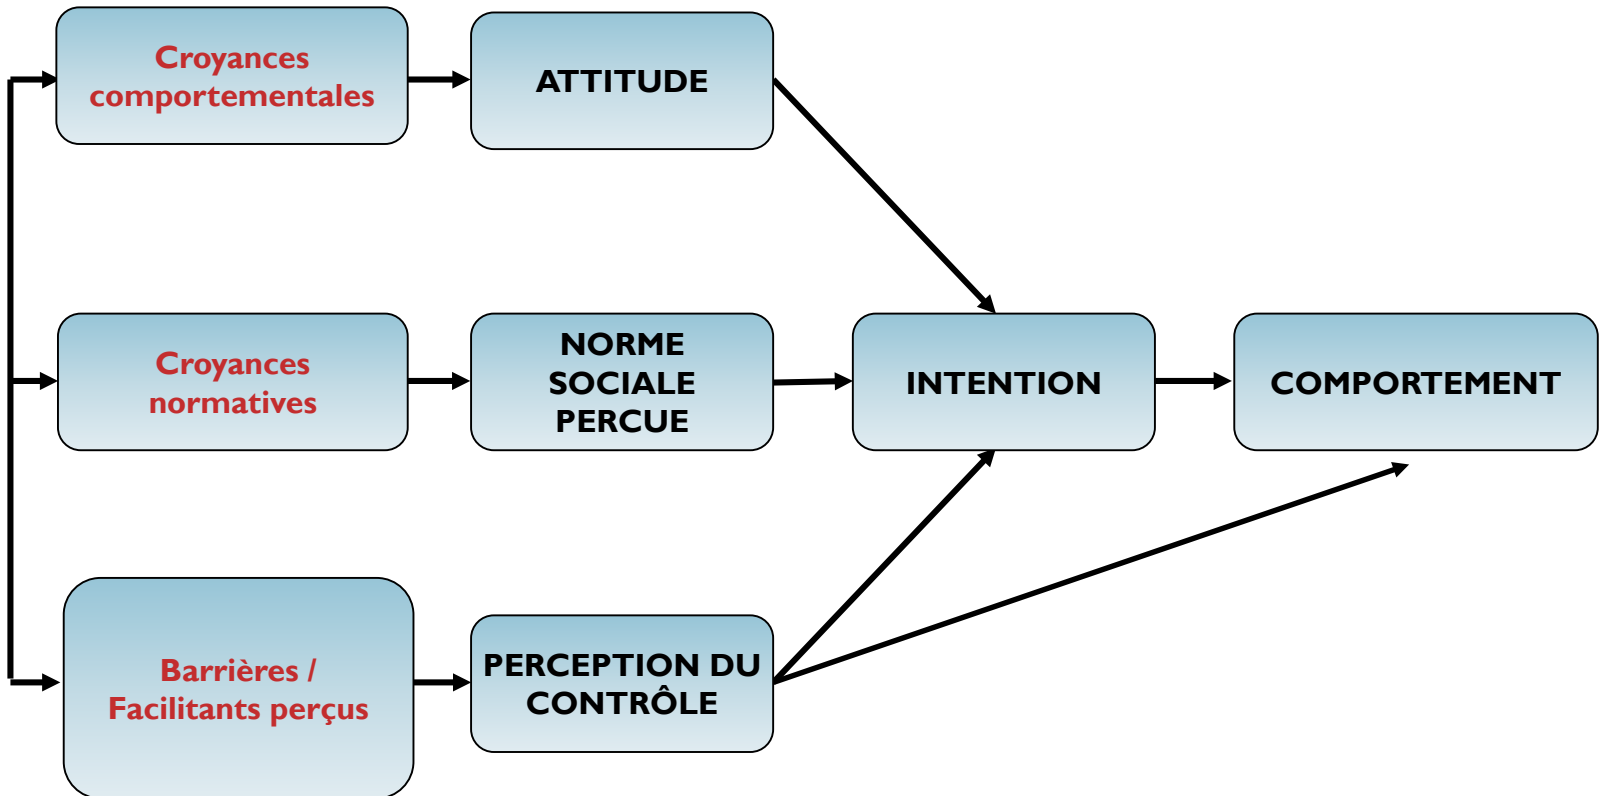 Croyances
comportementales
ATTITUDE
Croyances
normatives
NORME
SOCIALE
PERCUE
INTENTION
COMPORTEMENT
Barrières /
Facilitants perçus
PERCEPTION DU
CONTRÔLE